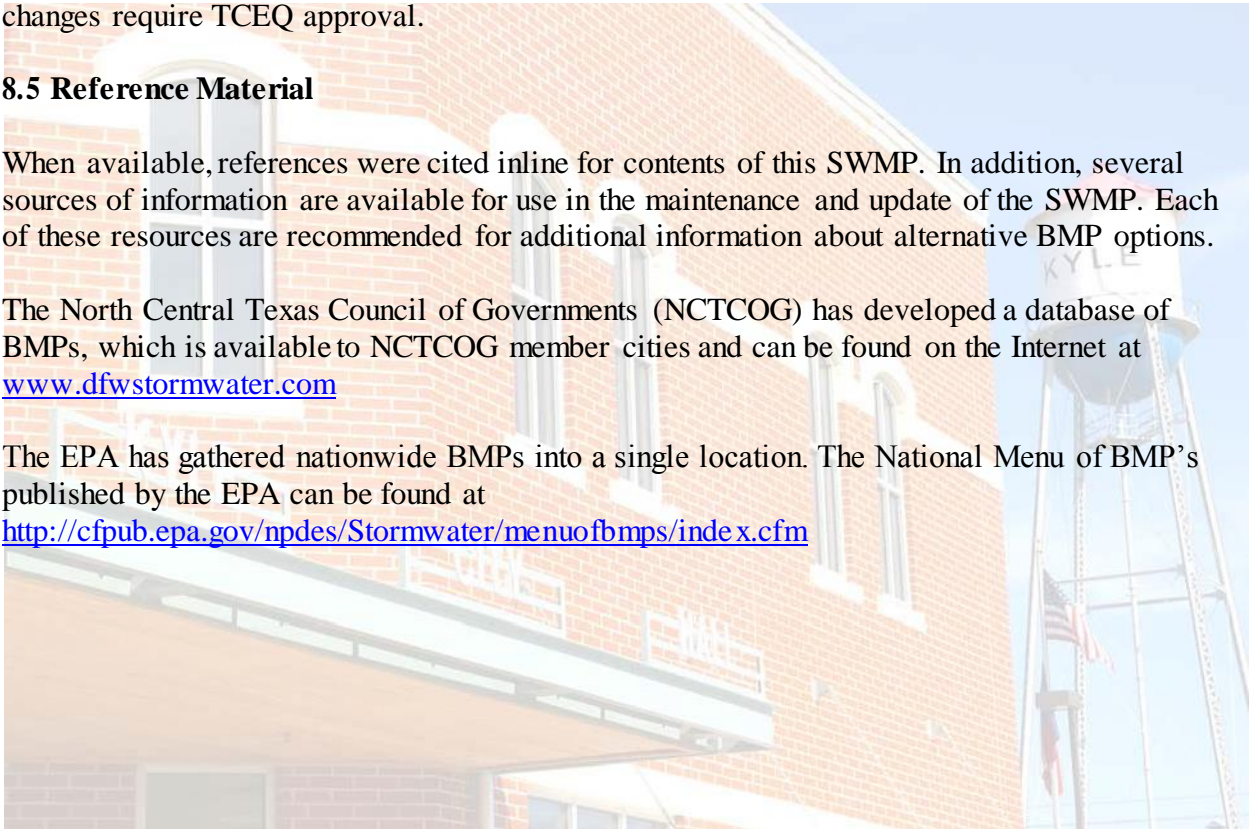 changes require TCEQ approval.
8.5 Reference Material
When available, references were cited inline for contents of this SWMP. In addition, several
sources of information are available for use in the maintenance and update of the SWMP. Each
of these resources are recommended for additional information about alternative BMP options.
KYLE
The North Central Texas Council of Governments (NCTCOG) has developed a database of
BMPs, which is available to NCTCOG member cities and can be found on the Internet at
www.dfwstormwater.com
KYLE
The EPA has gathered nationwide BMPs into a single location. The National Menu of BMP's
published by the EPA can be found at
http://cfpub.epa.gov/npdes/Stormwater/menuofbmps/index.cfm
CITY
HALL